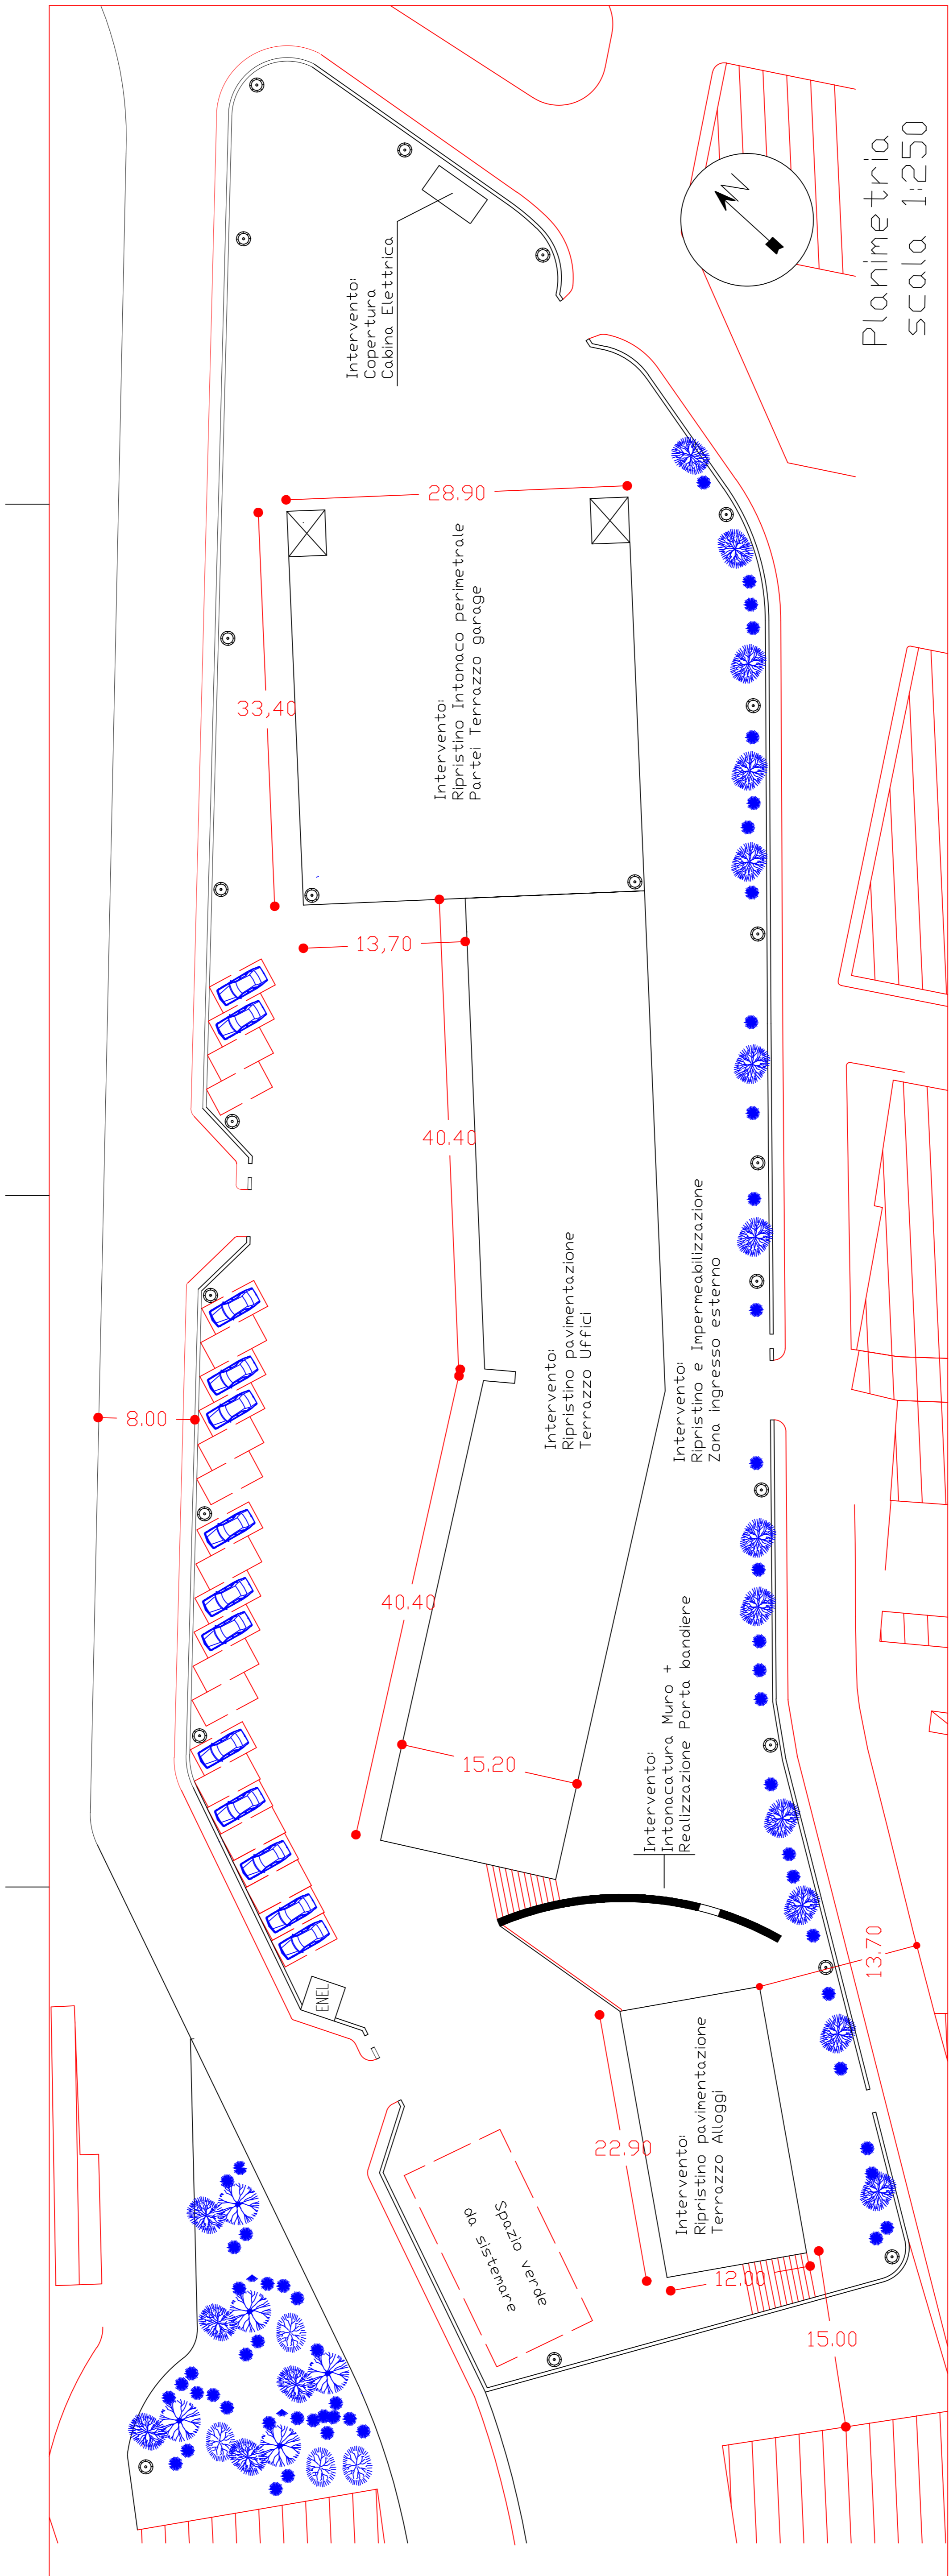 Planimetria
scala 1:250
N
Intervento:
Copertura
Cabina Elettrica
28.90
33,40
Intervento:
Ripristino Intonaco perimetrale
Partei Terrazzo garage
13,70
40.40
Intervento:
Ripristino pavimentazione
Terrazzo Uffici
Intervento:
Ripristino e Impermeabilizzazione
Zona ingresso esterno
8.00
40.40
15.20
Intervento:
Intonacatura Muro +
Realizzazione Porta bandiere
13.70
ENEL
22.90
Intervento:
Ripristino pavimentazione
Terrazzo Alloggi
Spazio verde
da sistemare
12.00
15.00